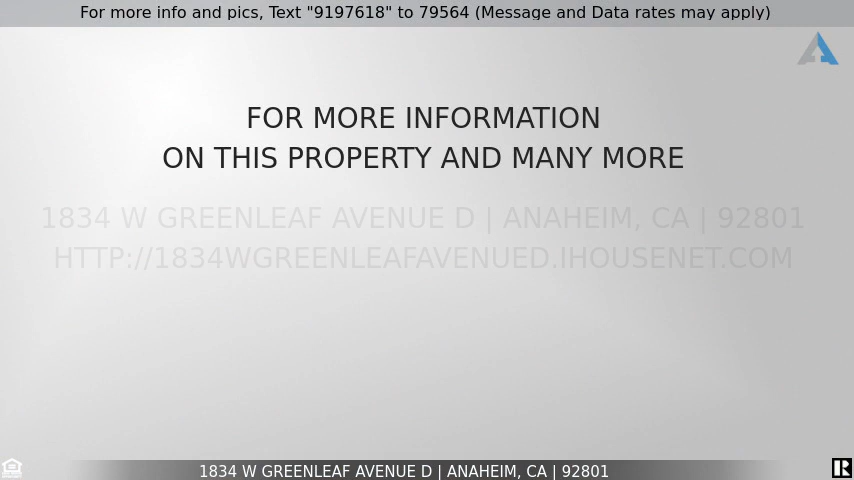 For more info and pics, Text "9197618" to 79564 (Message and Data rates may apply)
FOR MORE INFORMATION
ON THIS PROPERTY AND MANY MORE
1834 W GREENLEAF AVENUE D | ANAHEIM, CA | 92801
HTTP://1834WGREENLEAFAVENUED.IHOUSENET.COM
1834 W GREENLEAF AVENUE D | ANAHEIM, CA | 92801